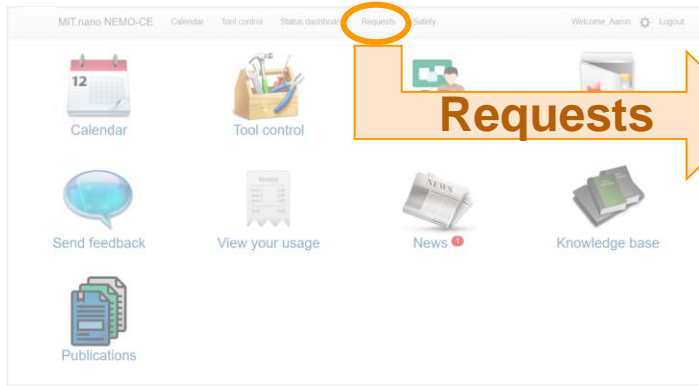 MIT.nano NEMO-CE Calendar Tool control Status dashboard Requests Safety Welcome, Aaron Logout
12
Calendar
Tool control
Requests
Send feedback
View your usage
News 1
Knowledge base
Publications